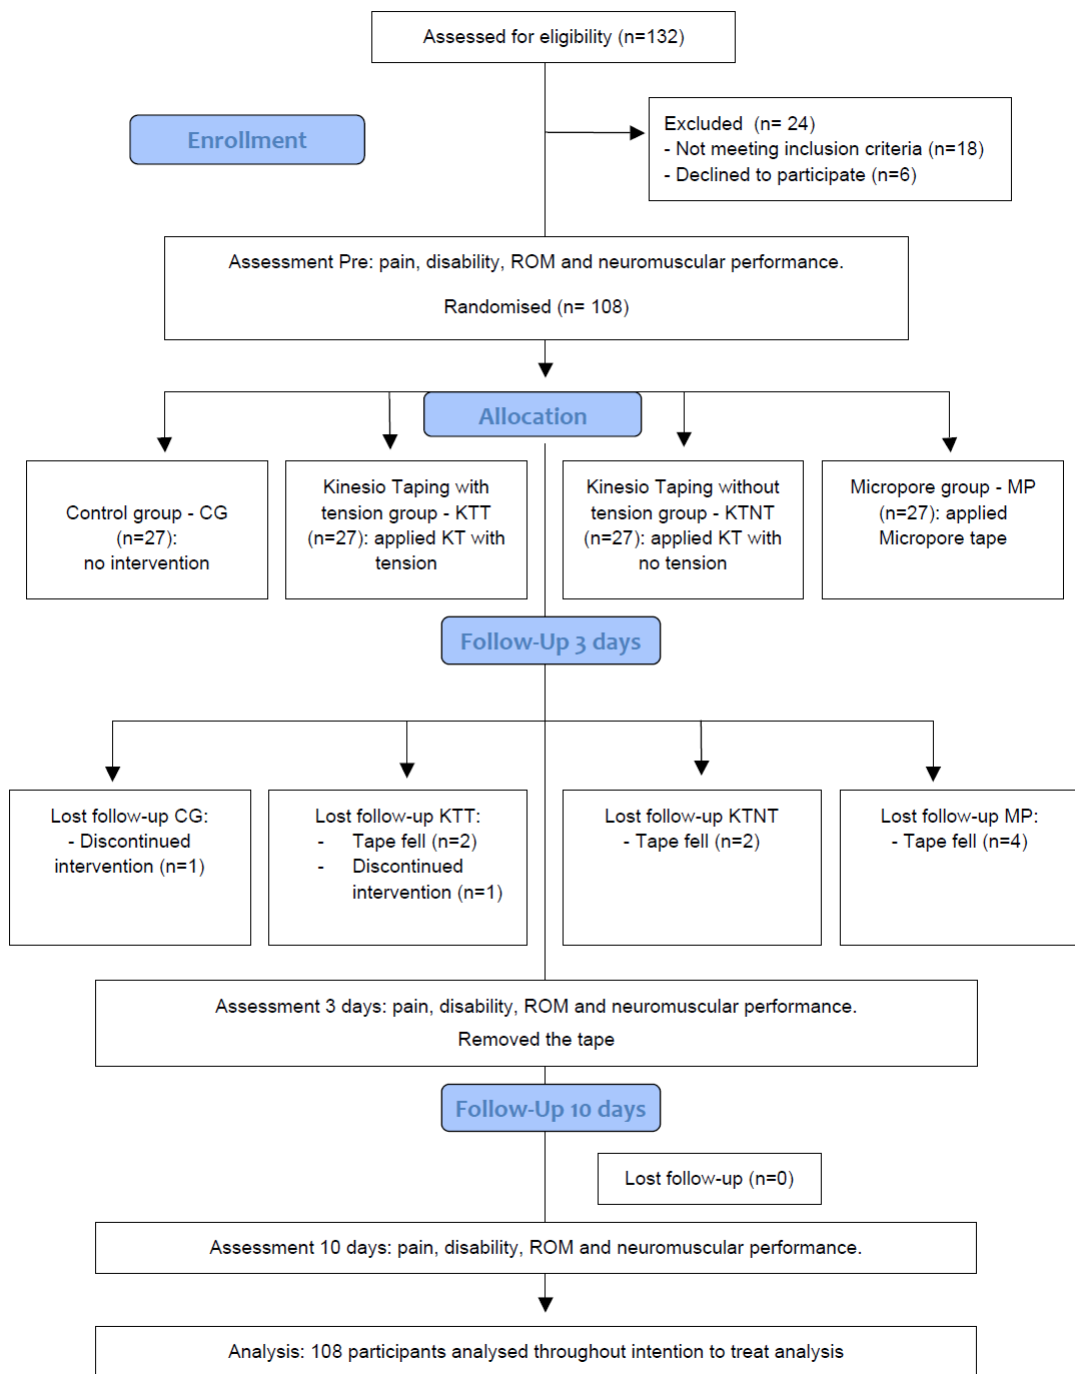 Assessed for eligibility (n=132)
Enrollment
Excluded (n= 24)
- Not meeting inclusion criteria (n=18)
- Declined to participate (n=6)
Assessment Pre: pain, disability, ROM and neuromuscular performance.
Randomised (n= 108)
Allocation
Control group - CG
(n=27):
no intervention
Kinesio Taping with
tension group - KTT
(n=27): applied KT with
tension
Kinesio Taping without
tension group - KTNT
(n=27): applied KT with
no tension
Micropore group - MP
(n=27): applied
Micropore tape
Follow-Up 3 days
Lost follow-up CG:
- Discontinued
intervention (n=1)
Lost follow-up KTT:
- Tape fell (n=2)
- Discontinued
intervention (n=1)
Lost follow-up KTNT
- Tape fell (n=2)
Lost follow-up MP:
- Tape fell (n=4)
Assessment 3 days: pain, disability, ROM and neuromuscular performance.
Removed the tape
Follow-Up 10 days
Lost follow-up (n=0)
Assessment 10 days: pain, disability, ROM and neuromuscular performance.
Analysis: 108 participants analysed throughout intention to treat analysis